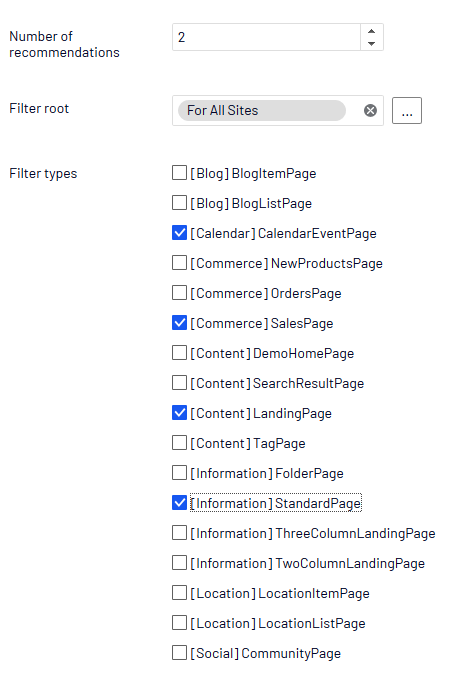 Number of
recommendations
2
Filter root
For All Sites
...
Filter types
[Blog] BlogItemPage
[Blog] BlogListPage
[Calendar] CalendarEventPage
[Commerce] NewProductsPage
[Commerce] OrdersPage
[Commerce] SalesPage
[Content] DemoHomePage
[Content] SearchResultPage
[Content] LandingPage
[Content] TagPage
[Information] FolderPage
[Information] StandardPage
[Information] ThreeColumnLandingPage
[Information] TwoColumnLandingPage
[Location] LocationItemPage
[Location] LocationListPage
[Social] CommunityPage